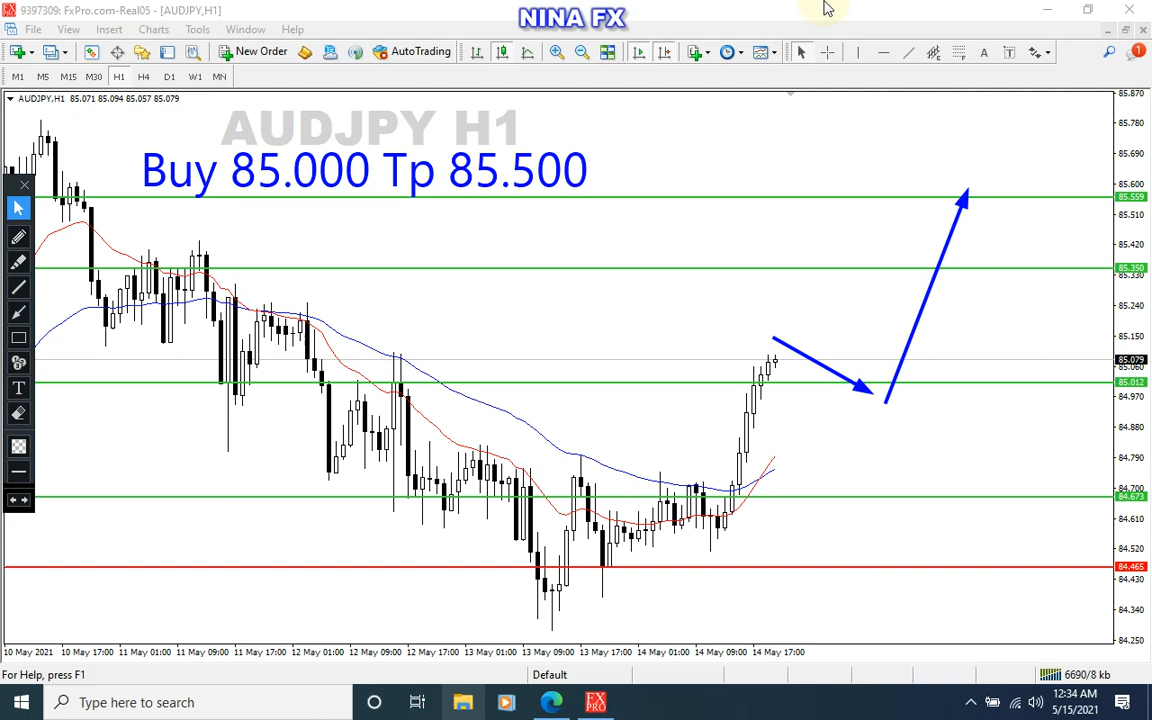 9397309: FxPro.com-Real05 - [AUDJPY,H1]
NINA FX
File View Insert Charts Tools Window Help
New Order AutoTrading
A T
1
M1 M5 M15 M30 H1 H4 D1 W1 MN
AUDJPY,H1 85.071 85.094 85.057 85.079
AUDJPY H1
Buy 85.000 Tp 85.500
85.870
85.780
85.690
85.600
85.559
85.510
85.420
85.350
85.330
85.240
85.150
85.079
85.060
85.012
84.970
84.880
84.790
84.700
84.673
84.610
84.520
84.465
84.430
84.340
84.250
T
10 May 2021 10 May 17:00 11 May 01:00 11 May 09:00 11 May 17:00 12 May 01:00 12 May 09:00 12 May 17:00 13 May 01:00 13 May 09:00 13 May 17:00 14 May 01:00 14 May 09:00 14 May 17:00
For Help, press F1
Default
6690/8 kb
Type here to search
FX PRO
12:34 AM
5/15/2021